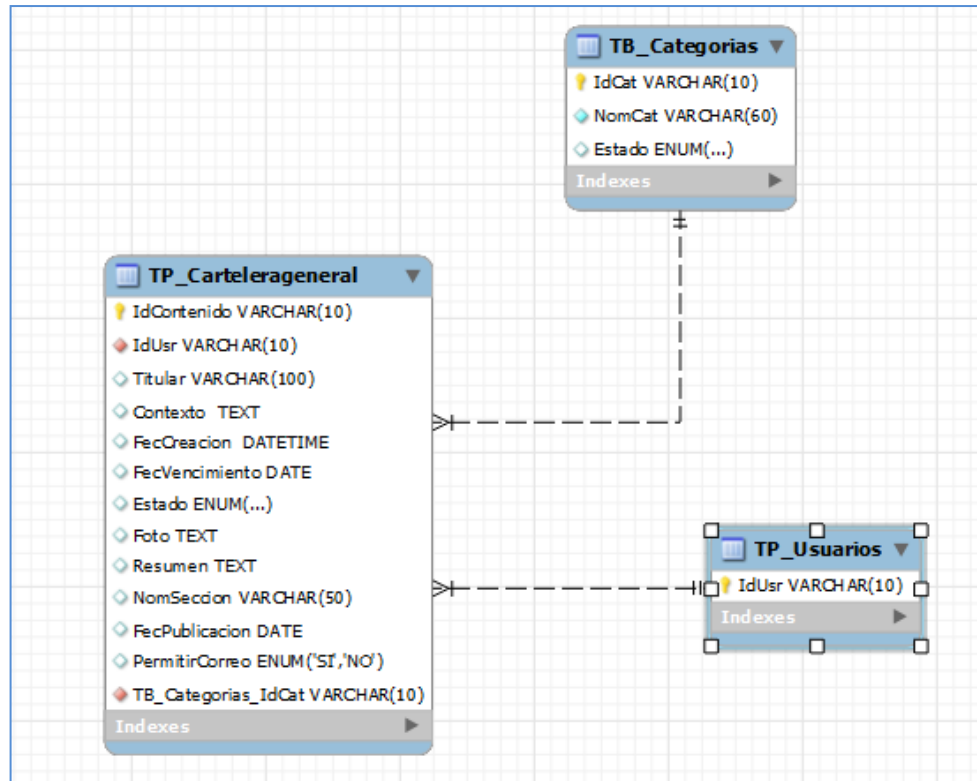 TB_Categorias
IdCat VARCHAR(10)
NomCat VARCHAR(60)
Estado ENUM(...)
Indexes
TP_Cartelerageneral
IdContenido VARCHAR(10)
IdUsr VARCHAR(10)
Titular VARCHAR(100)
Contexto TEXT
FecCreacion DATETIME
FecVencimiento DATE
Estado ENUM(...)
Foto TEXT
Resumen TEXT
NomSeccion VARCHAR(50)
FecPublicacion DATE
PermitirCorreo ENUM('SI','NO')
TB_Categorias_IdCat VARCHAR(10)
Indexes
TP_Usuarios
IdUsr VARCHAR(10)
Indexes